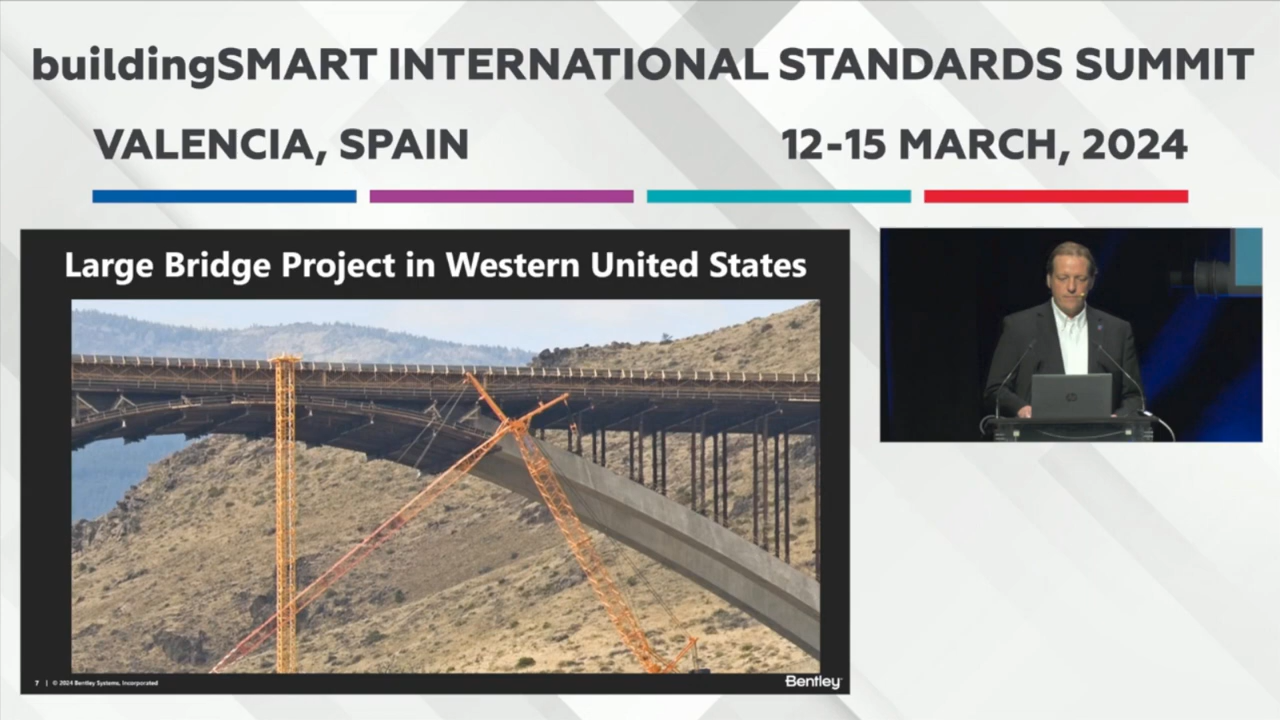 buildingSMART INTERNATIONAL STANDARDS SUMMIT
VALENCIA, SPAIN
12-15 MARCH, 2024
Large Bridge Project in Western United States
7 | © 2024 Bentley Systems, Incorporated
Bentley
hp